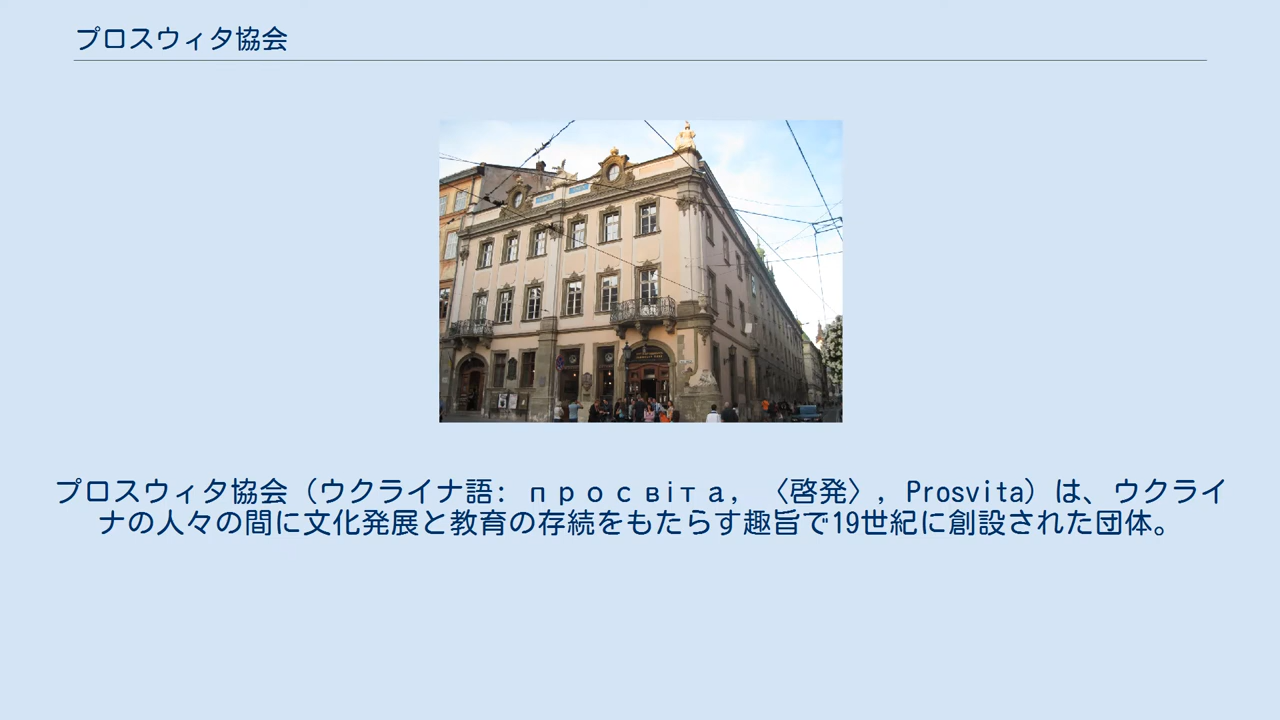 プロスウィタ協会
プロスウィタ協会（ウクライナ語: просвіта, 〈啓発〉, Prosvita）は、ウクライ
ナの人々の間に文化発展と教育の存続をもたらす趣旨で19世紀に創設された団体。